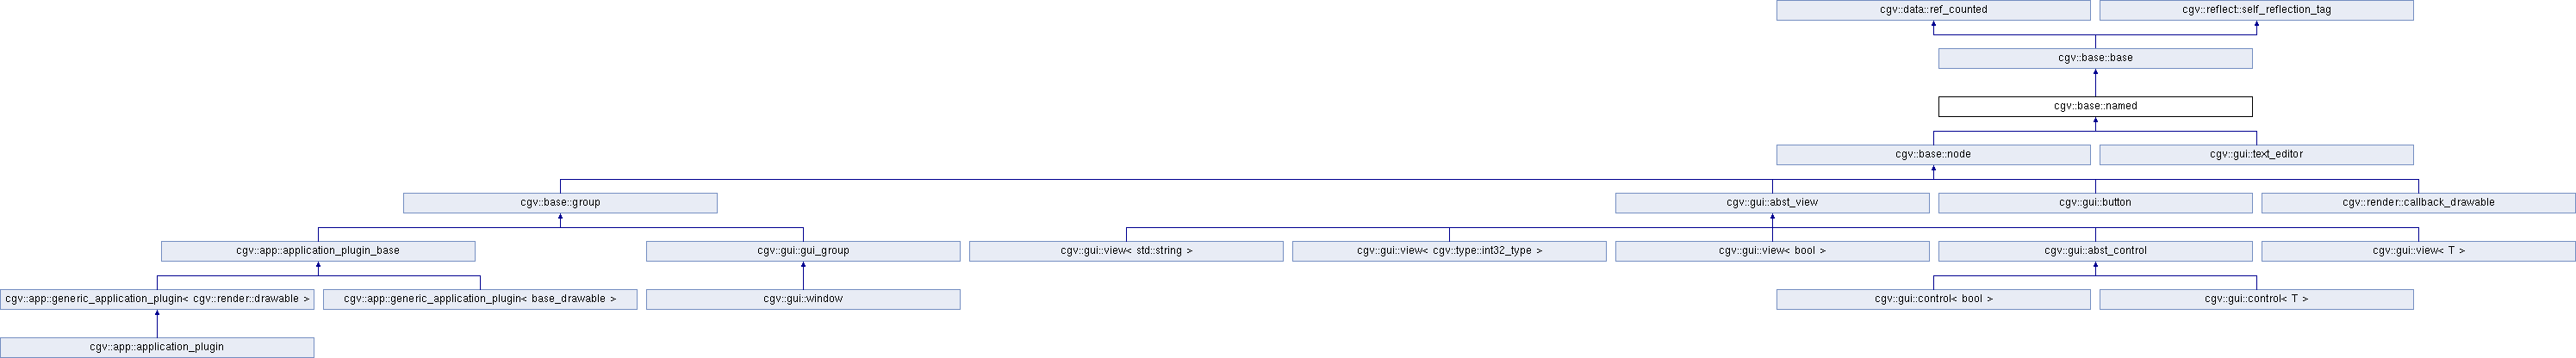 cgv::data::ref_counted
cgv::reflect::self_reflection_tag
cgv::base::base
cgv::base::named
cgv::base::node
cgv::gui::text_editor
cgv::base::group
cgv::gui::abst_view
cgv::gui::button
cgv::render::callback_drawable
cgv::app::application_plugin_base
cgv::gui::gui_group
cgv::gui::view< std::string >
cgv::gui::view< cgv::type::int32_type >
cgv::gui::view< bool >
cgv::gui::abst_control
cgv::gui::view< T >
cgv::app::generic_application_plugin< cgv::render::drawable >
cgv::app::generic_application_plugin< base_drawable >
cgv::gui::window
cgv::gui::control< bool >
cgv::gui::control< T >
cgv::app::application_plugin